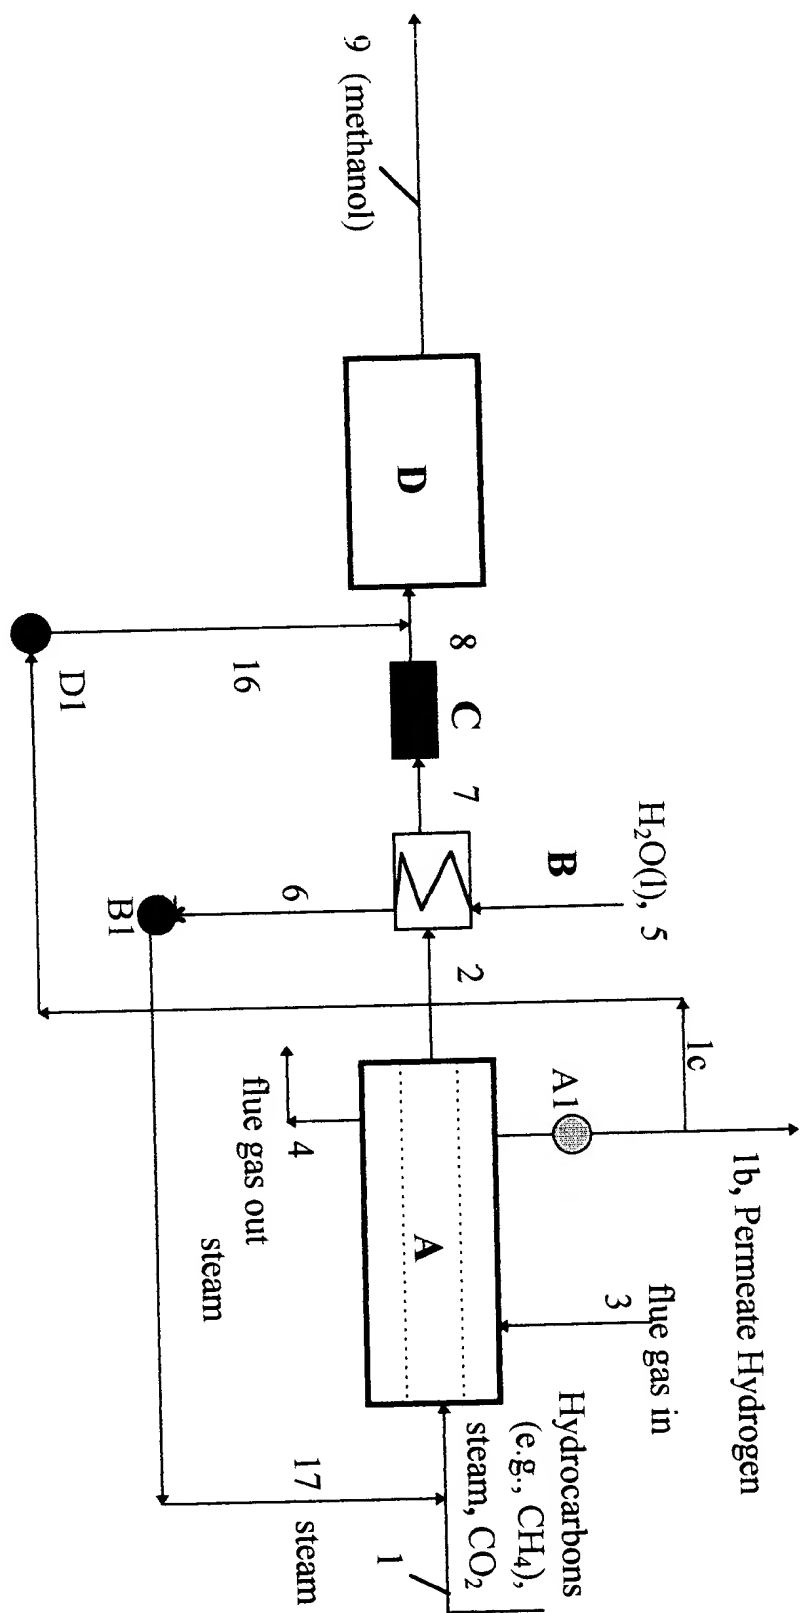 9 (methanol)
D
D1
16
8
C
7
H₂O(l), 5
B
6
B1
2
1c
A1
1b, Permeate Hydrogen
4
flue gas out
A
steam
flue gas in
3
Hydrocarbons
(e.g., CH₄),
steam, CO₂
17
steam
1